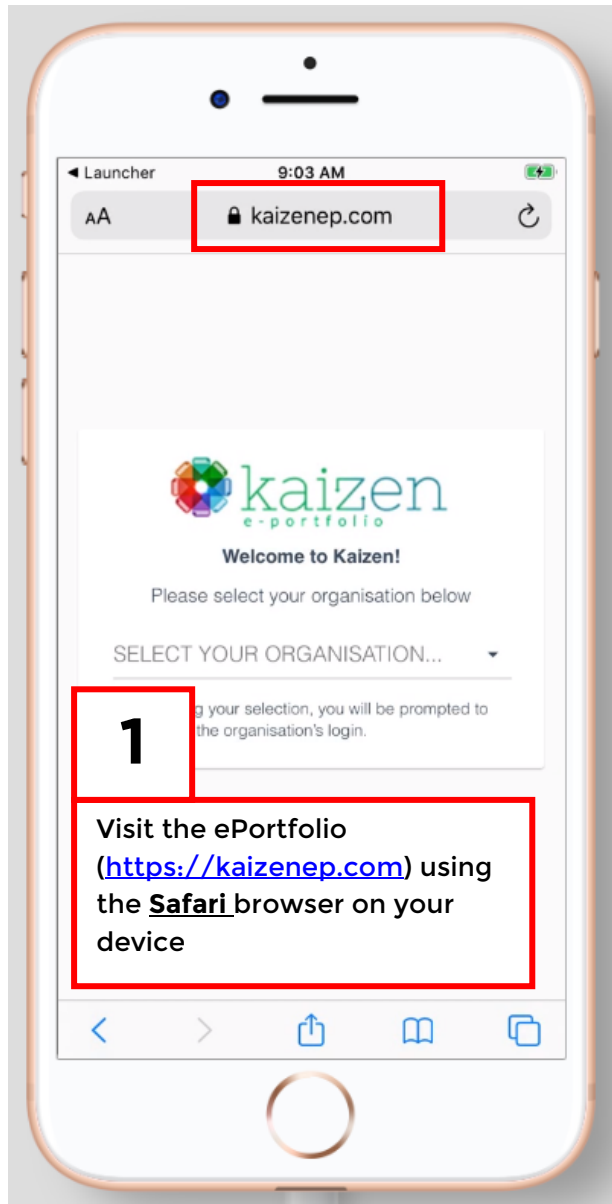 ◀ Launcher 9:03 AM
AA kaizenep.com
kaizen
e-portfolio
Welcome to Kaizen!
Please select your organisation below
SELECT YOUR ORGANISATION...
g your selection, you will be prompted to
the organisation's login.
1
Visit the ePortfolio
(https://kaizenep.com) using
the Safari browser on your
device